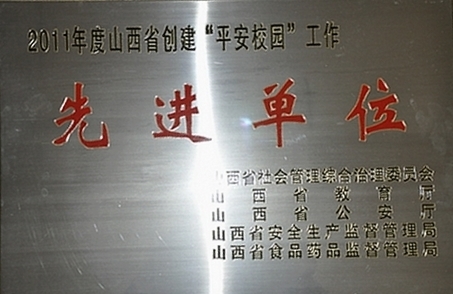 2011年度山西省创建“平安校园”工作
先进单位
山西省社会管理综合治理委员会
山西省教育厅
山西省公安厅
山西省安全生产监督管理局
山西省食品药品监督管理局